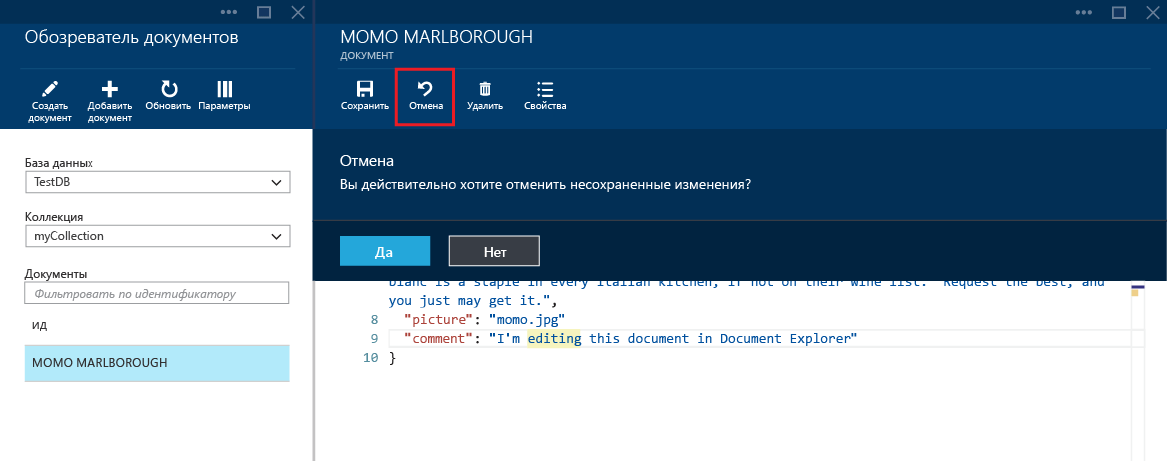 Обозреватель документов
Создать документ
Добавить документ
Обновить
Параметры
База данных
TestDB
Коллекция
myCollection
Документы
Фильтровать по идентификатору
ИД
MOMO MARLBOROUGH
MOMO MARLBOROUGH
ДОКУМЕНТ
Сохранить
Отмена
Удалить
Свойства
Отмена
Вы действительно хотите отменить несохраненные изменения?
Да
Нет
blanc is a staple in every Italian kitchen, if not on their wine list.  Request the best, and
you just may get it.",
8 "picture": "momo.jpg"
9 "comment": "I'm editing this document in Document Explorer"
10 }